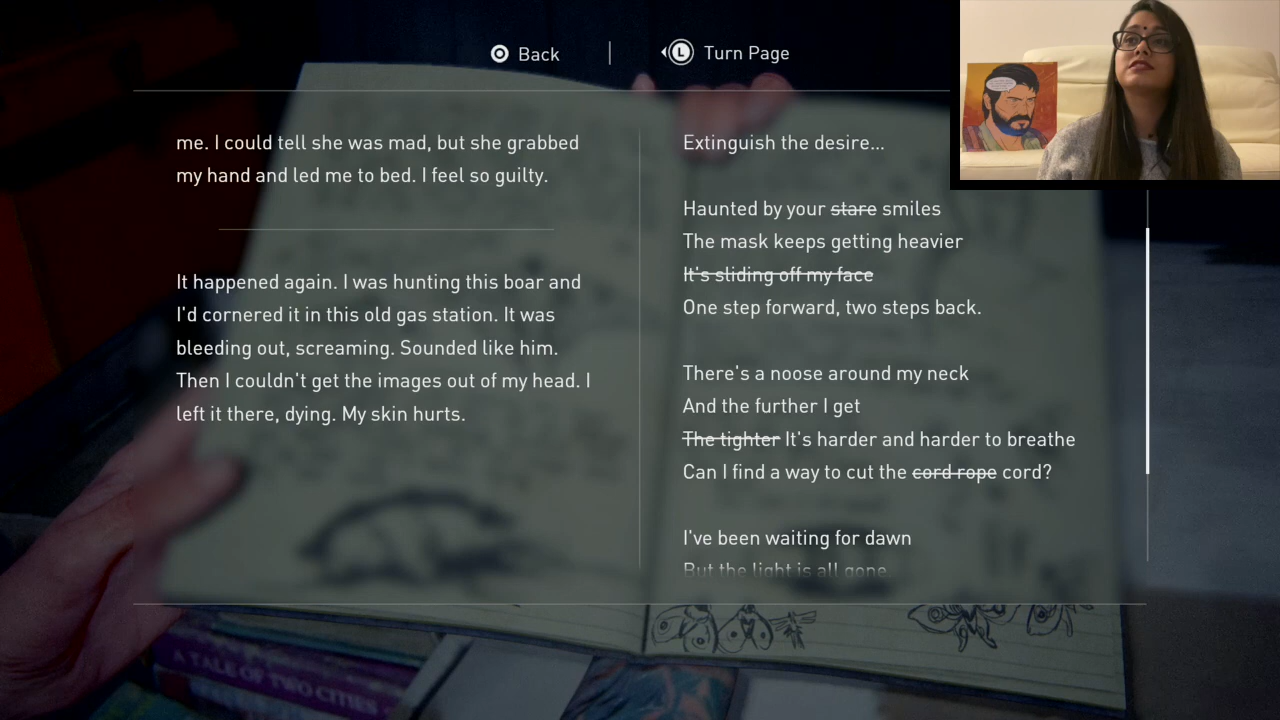 Back
Turn Page
me. I could tell she was mad, but she grabbed
my hand and led me to bed. I feel so guilty.
It happened again. I was hunting this boar and
I'd cornered it in this old gas station. It was
bleeding out, screaming. Sounded like him.
Then I couldn't get the images out of my head. I
left it there, dying. My skin hurts.
Extinguish the desire...
Haunted by your stare smiles
The mask keeps getting heavier
It's sliding off my face
One step forward, two steps back.
There's a noose around my neck
And the further I get
The tighter It's harder and harder to breathe
Can I find a way to cut the cord rope cord?
I've been waiting for dawn
But the light is all gone
A TALE OF TWO CITIES
L